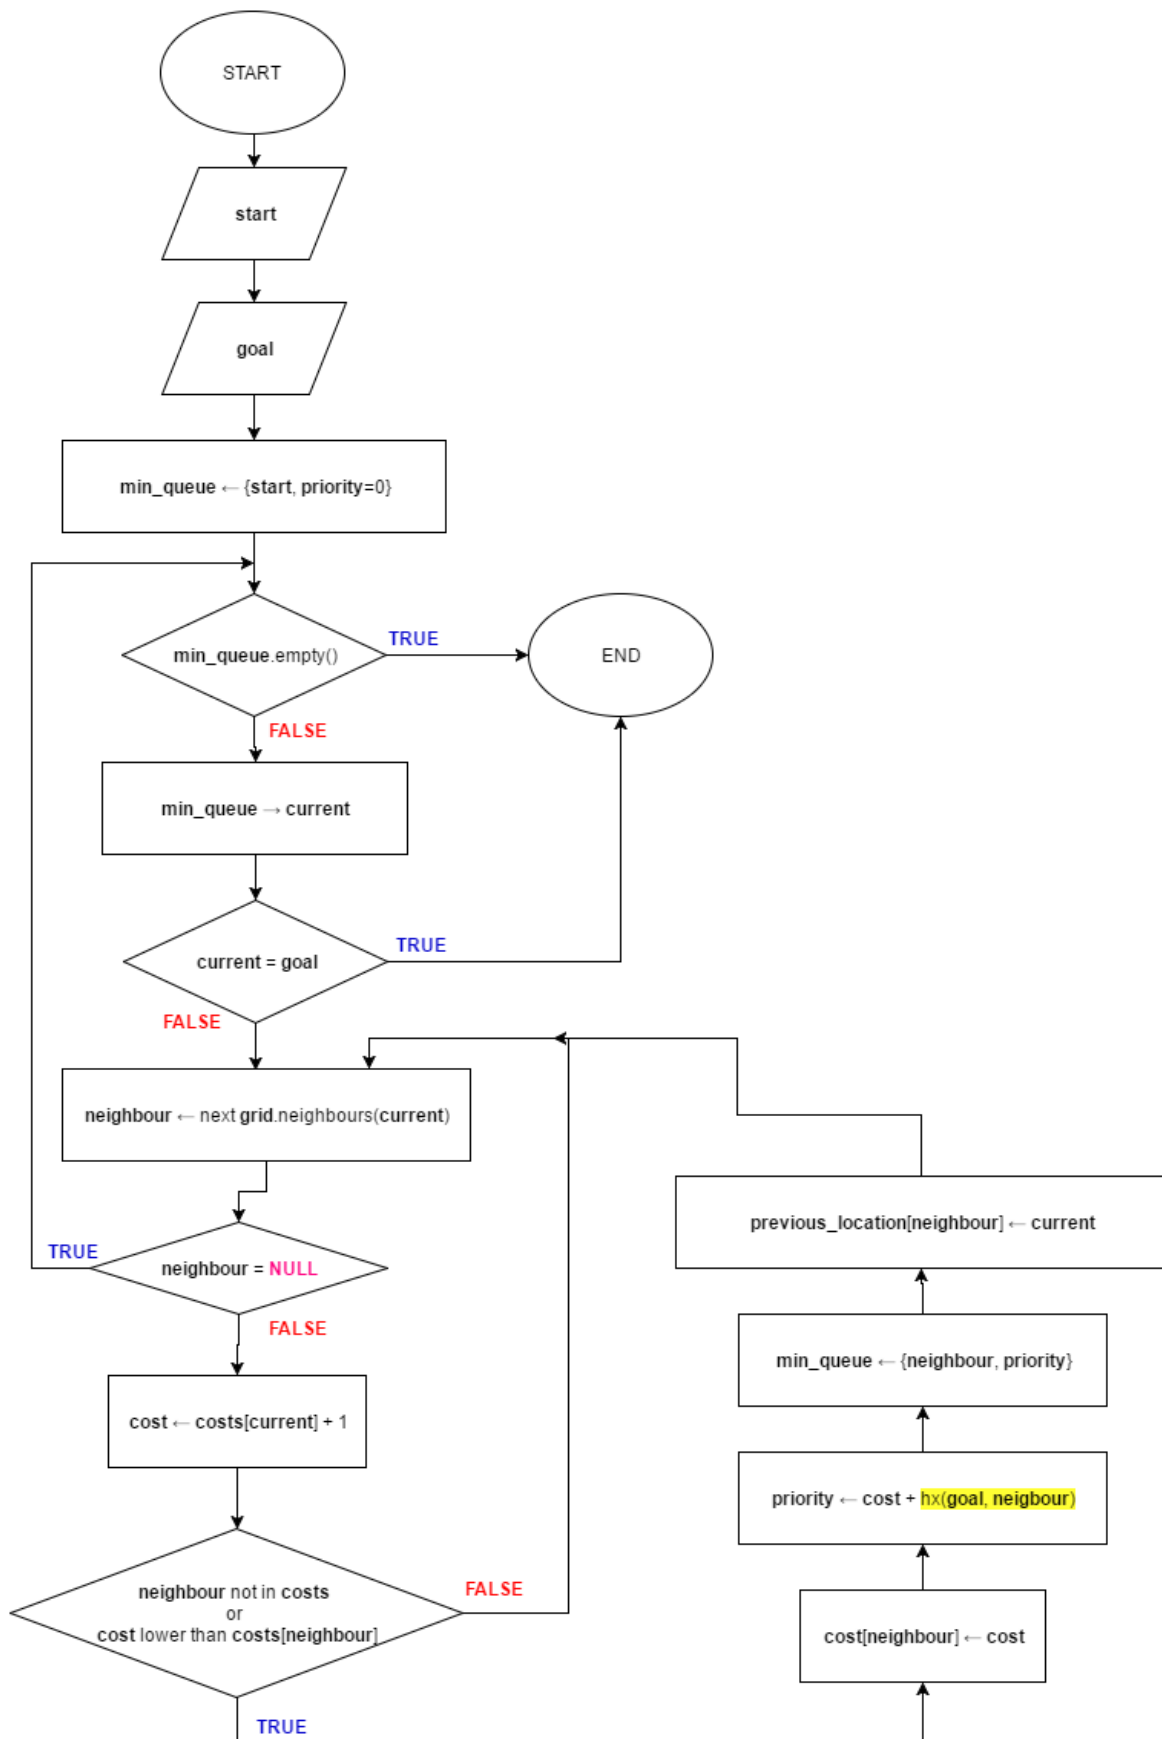 START
start
goal
min_queue ← {start, priority=0}
min_queue.empty()
TRUE
END
FALSE
min_queue → current
current = goal
TRUE
FALSE
neighbour ← next grid.neighbours(current)
neighbour = NULL
TRUE
FALSE
cost ← costs[current] + 1
neighbour not in costs
or
cost lower than costs[neighbour]
FALSE
TRUE
cost[neighbour] ← cost
priority ← cost + hx(goal, neigbour)
min_queue ← {neighbour, priority}
previous_location[neighbour] ← current